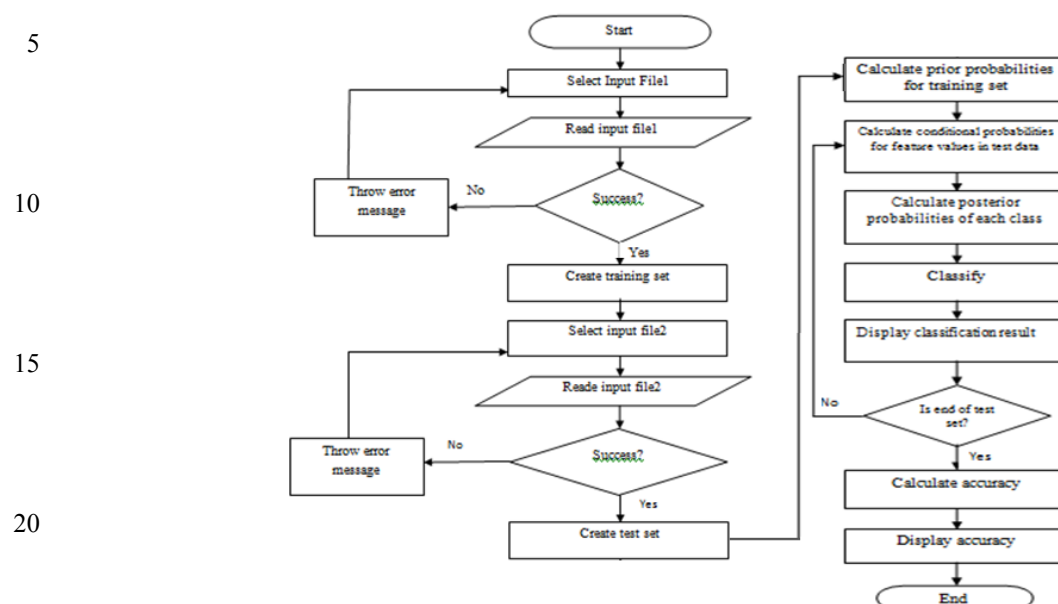 5
10
15
20
Start
Select Input File1
Read input file1
Success?
No
Throw error
message
Yes
Create training set
Select input file2
Reade input file2
Success?
No
Throw error
message
Yes
Create test set
Calculate prior probabilities
for training set
Calculate conditional probabilities
for feature values in test data
Calculate posterior
probabilities of each class
Classify
Display classification result
Is end of test
set?
No
Yes
Calculate accuracy
Display accuracy
End